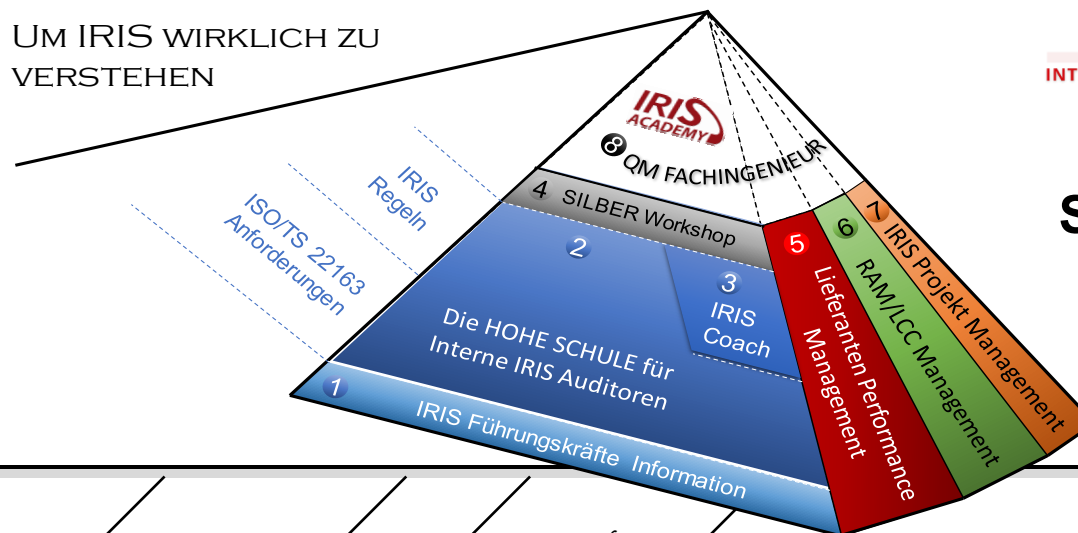 Um IRIS wirklich zu
verstehen
INT
S
IRIS
ACADEMY
8 QM FACHINGENIEUR
4 SILBER Workshop
IRIS
Regeln
ISO/TS 22163
Anforderungen
2
Die HOHE SCHULE für
Interne IRIS Auditoren
3
IRIS
Coach
1
IRIS Führungskräfte Information
5
Lieferanten Performance
Management
6
RAM/LCC Management
7 IRIS Projekt Management